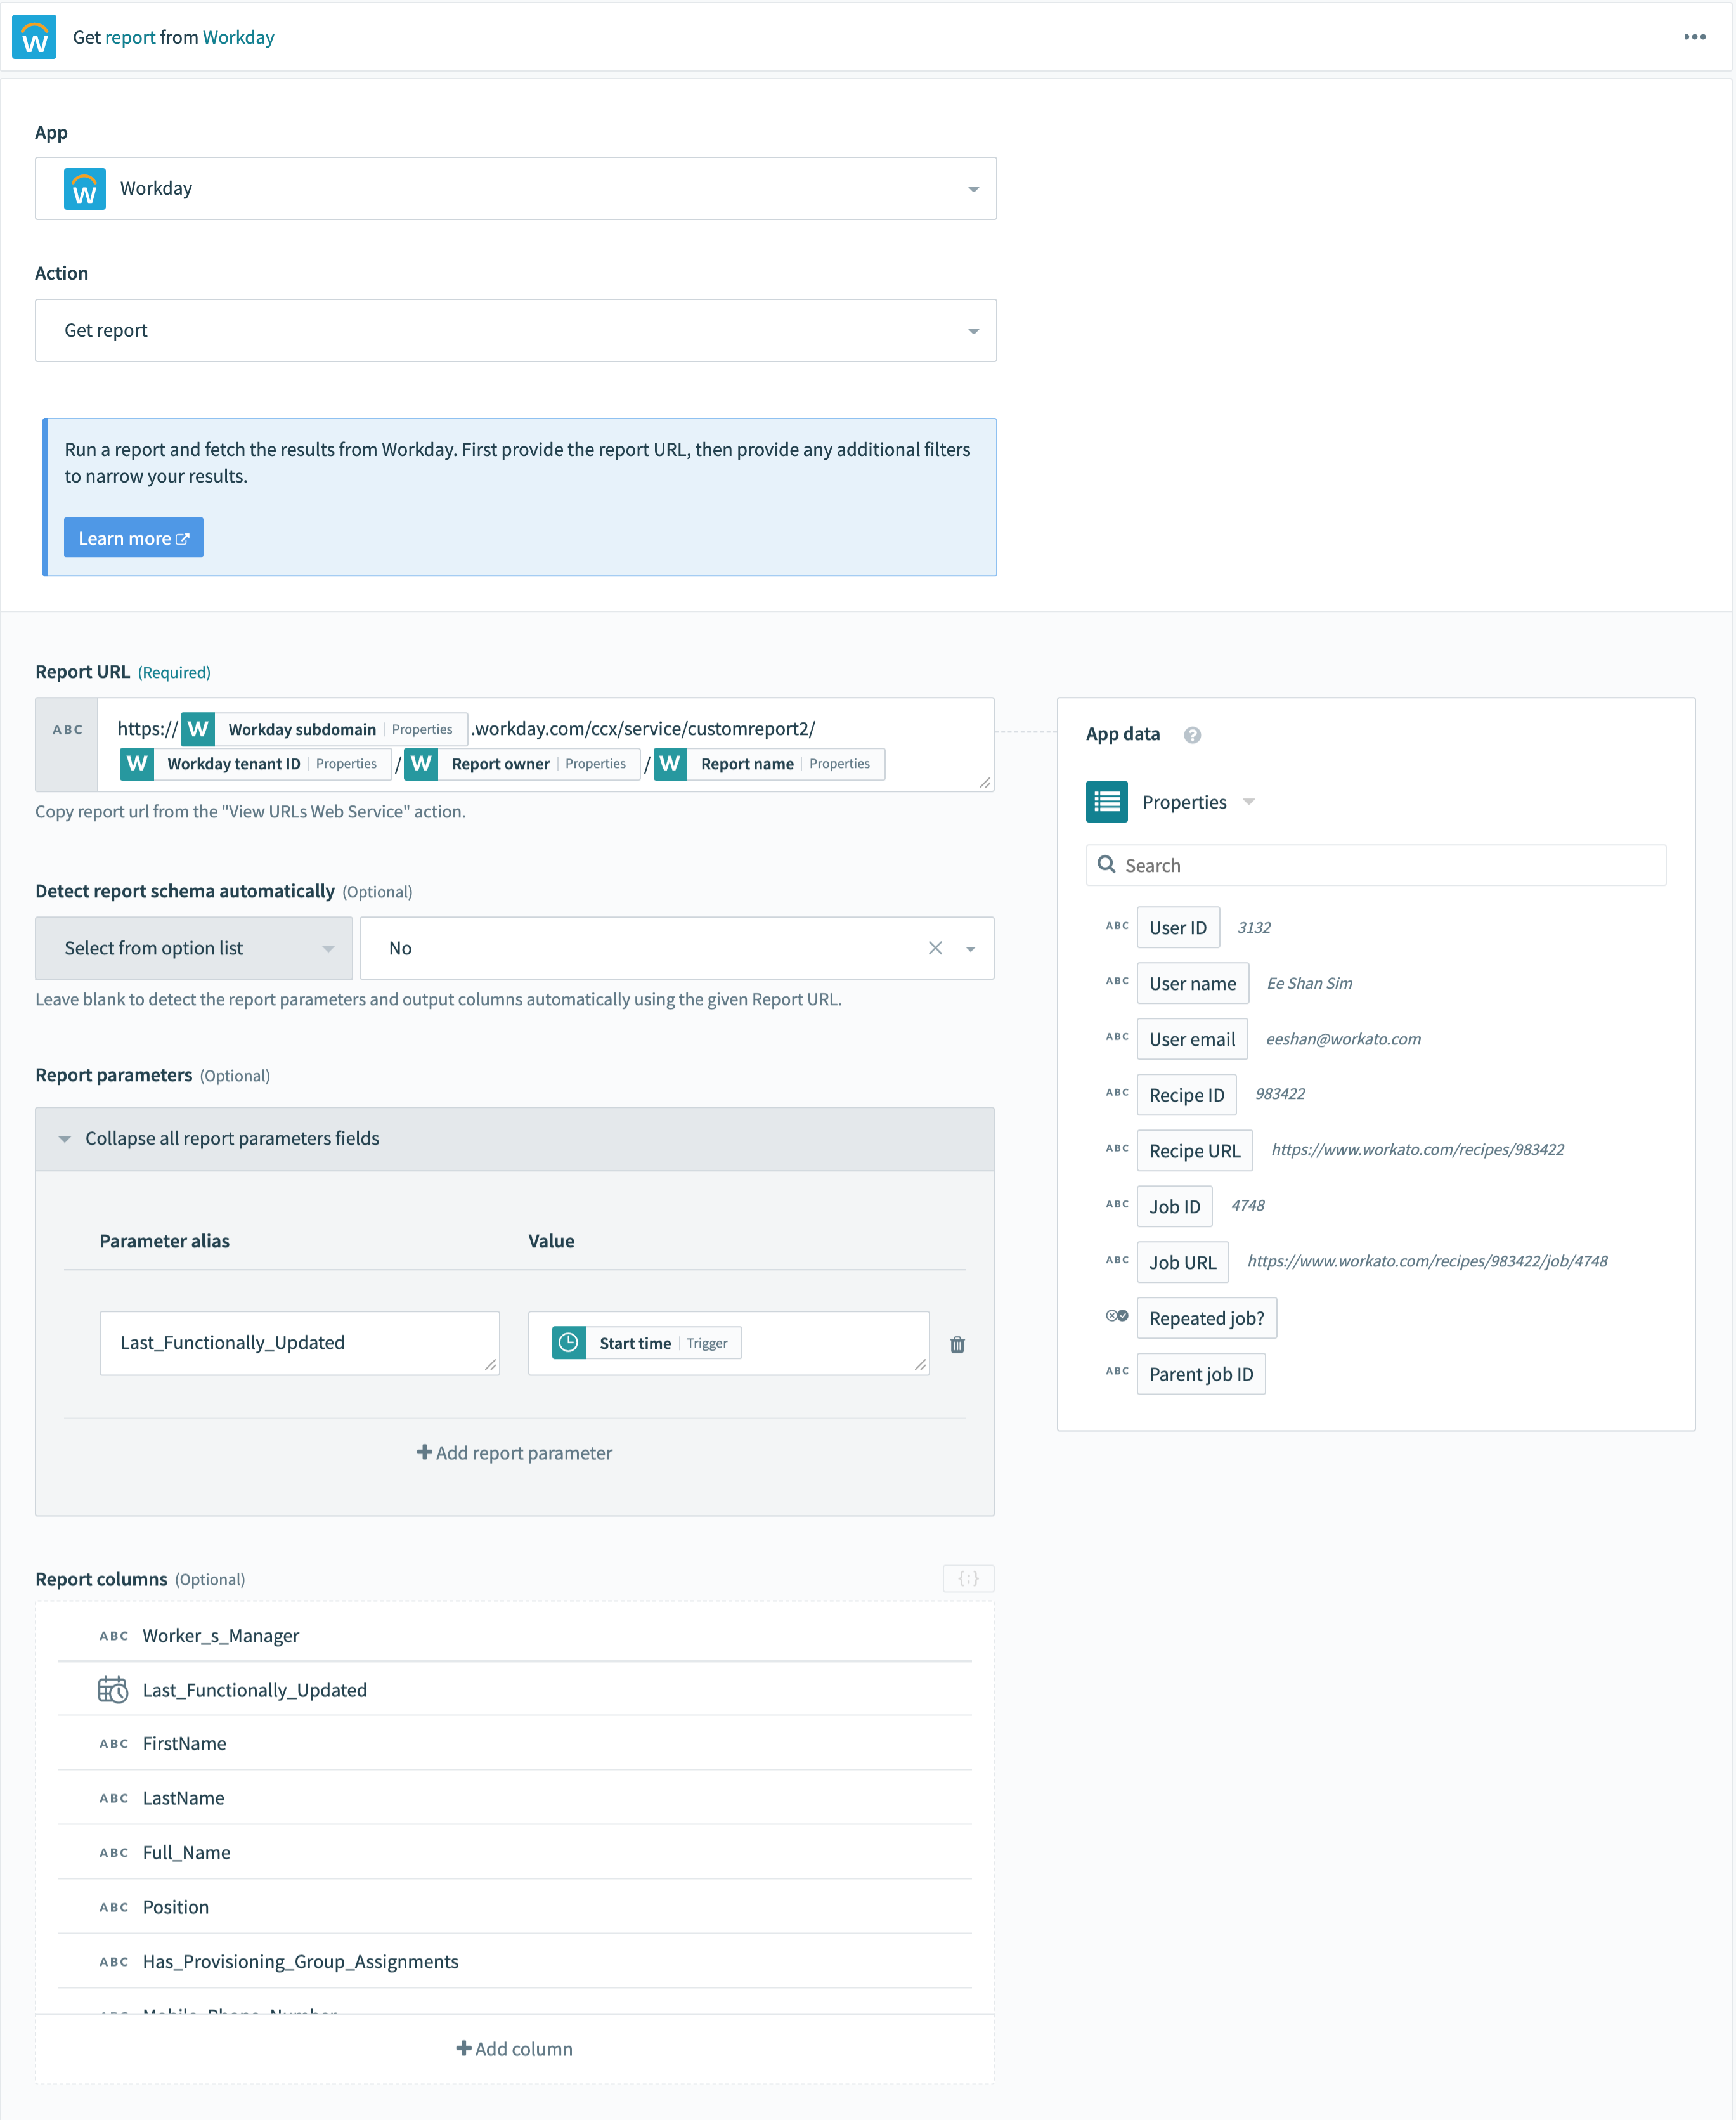 W Get report from Workday
App
W Workday
Action
Get report
Run a report and fetch the results from Workday. First provide the report URL, then provide any additional filters
to narrow your results.
Learn more
Report URL (Required)
ABC https:// W Workday subdomain | Properties .workday.com/ccx/service/customreport2/
W Workday tenant ID | Properties / W Report owner | Properties / W Report name | Properties
Copy report url from the "View URLs Web Service" action.
Detect report schema automatically (Optional)
Select from option list No
Leave blank to detect the report parameters and output columns automatically using the given Report URL.
Report parameters (Optional)
Collapse all report parameters fields
Parameter alias Value
Last_Functionally_Updated Start time | Trigger
Add report parameter
Report columns (Optional) {;}
ABC Worker_s_Manager
Last_Functionally_Updated
ABC FirstName
ABC LastName
ABC Full_Name
ABC Position
ABC Has_Provisioning_Group_Assignments
ABC Mobile_Phone_Number
Add column
App data ?
Properties
Search
ABC User ID 3132
ABC User name Ee Shan Sim
ABC User email eeshan@workato.com
ABC Recipe ID 983422
ABC Recipe URL https://www.workato.com/recipes/983422
ABC Job ID 4748
ABC Job URL https://www.workato.com/recipes/983422/job/4748
Repeated job?
ABC Parent job ID